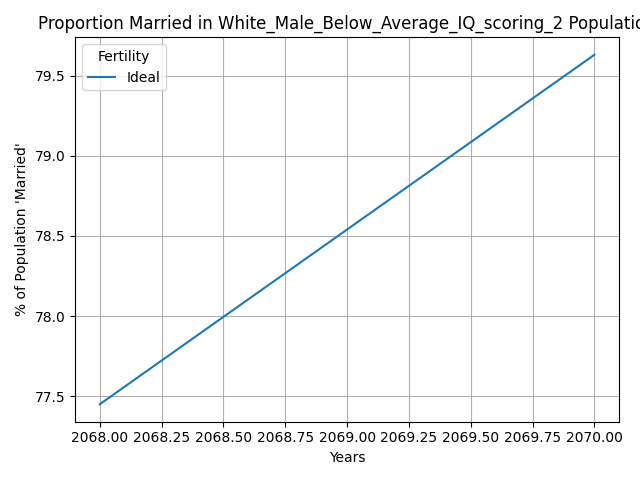 Proportion Married in White_Male_Below_Average_IQ_scoring_2 Populatio
Fertility
Ideal
79.5
79.0
78.5
78.0
77.5
% of Population 'Married'
2068.00 2068.25 2068.50 2068.75 2069.00 2069.25 2069.50 2069.75 2070.00
Years